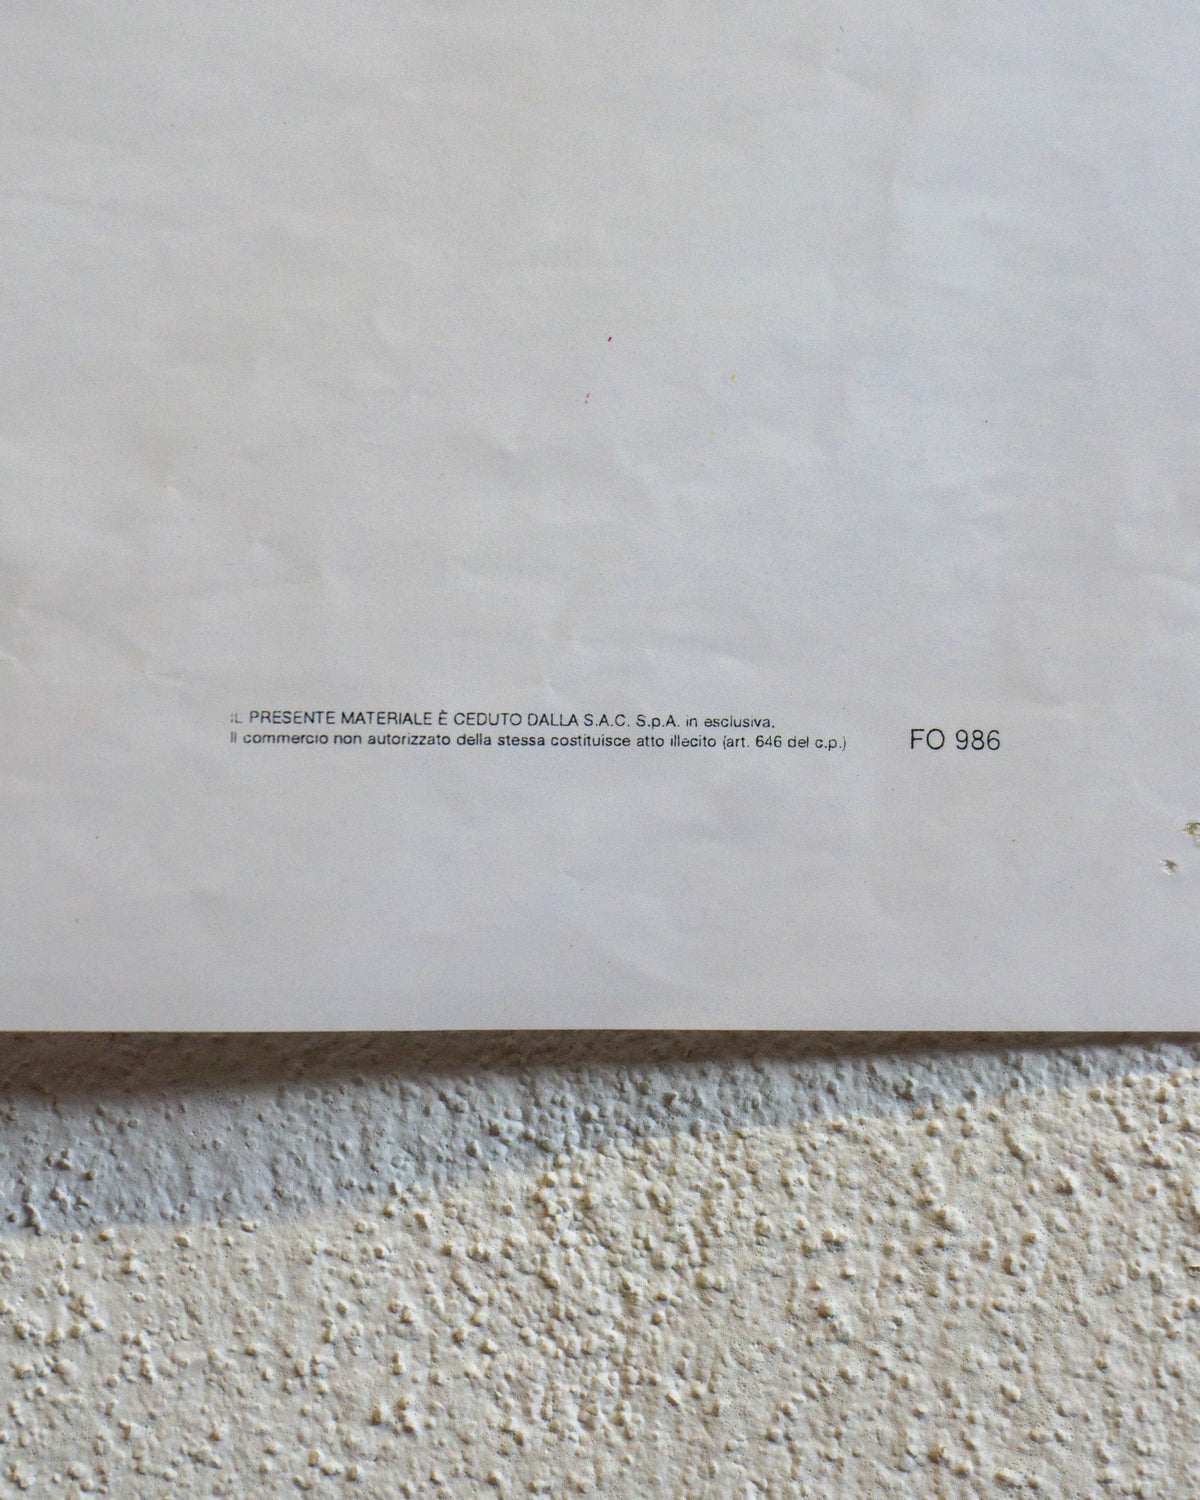 IL PRESENTE MATERIALE È CEDUTO DALLA S.A.C. S.p.A. in esclusiva.
Il commercio non autorizzato della stessa costituisce atto illecito (art. 646 del c.p.)
FO 986